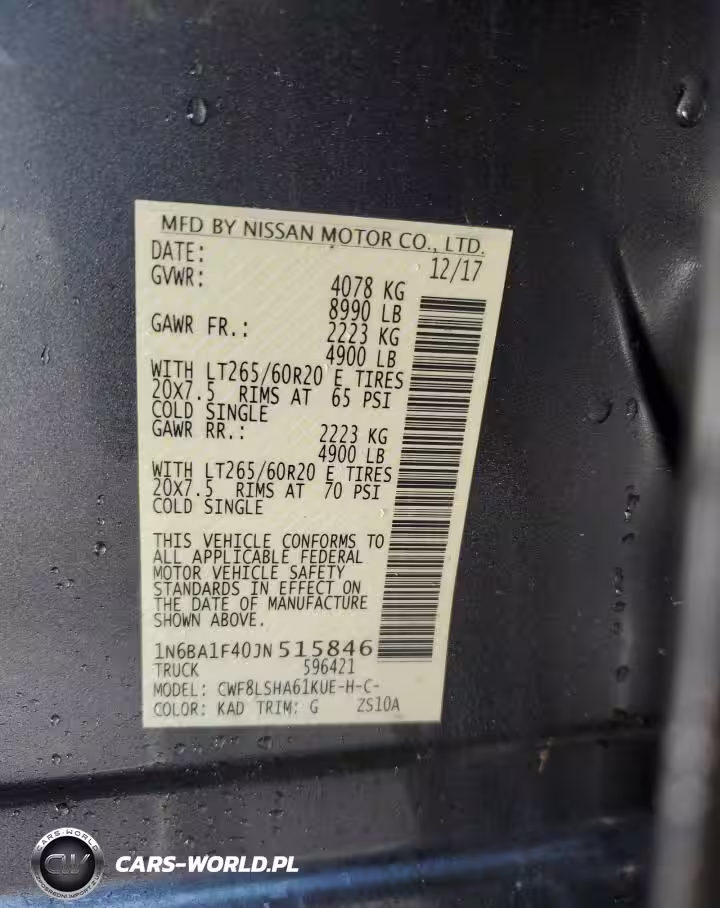 MFD BY NISSAN MOTOR CO., LTD.
DATE: 12/17
GVWR: 4078 KG
8990 LB
GAWR FR.: 2223 KG
4900 LB
WITH LT265/60R20 E TIRES
20X7.5 RIMS AT 65 PSI
COLD SINGLE
GAWR RR.: 2223 KG
4900 LB
WITH LT265/60R20 E TIRES
20X7.5 RIMS AT 70 PSI
COLD SINGLE
THIS VEHICLE CONFORMS TO
ALL APPLICABLE FEDERAL
MOTOR VEHICLE SAFETY
STANDARDS IN EFFECT ON
THE DATE OF MANUFACTURE
SHOWN ABOVE.
1N6BA1F40JN515846
TRUCK 596421
MODEL: CWF8LSHA61KUE-H-C-
COLOR: KAD TRIM: G ZS10A
CARS-WORLD
CW
CARS-WORLD.PL